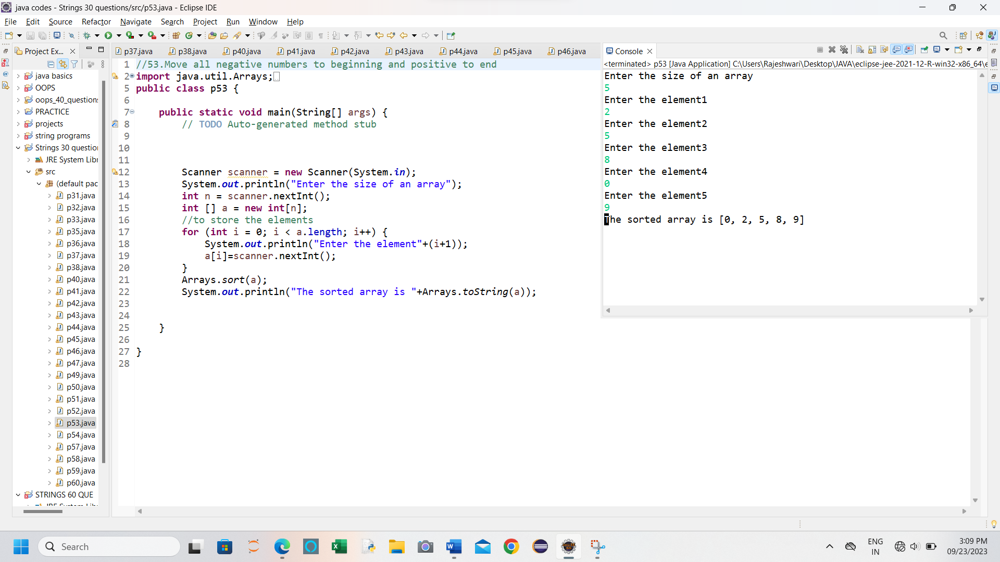 java codes - Strings 30 questions/src/p53.java - Eclipse IDE
File Edit Source Refactor Navigate Search Project Run Window Help
Project Ex...
p37.java p38.java p40.java p41.java p42.java p43.java p44.java p45.java p46.java
java basics
OOPS
oops_40_questions
PRACTICE
projects
string programs
Strings 30 question
JRE System Libr
src
(default pac
p31.java
p32.java
p33.java
p35.java
p36.java
p37.java
p38.java
p40.java
p41.java
p42.java
p43.java
p44.java
p45.java
p46.java
p47.java
p49.java
p50.java
p51.java
p52.java
p53.java
p54.java
p57.java
p58.java
p59.java
p60.java
STRINGS 60 QUE
JRE System Libr
1 //53.Move all negative numbers to beginning and positive to end
2 import java.util.Arrays;
5 public class p53 {
6
7 public static void main(String[] args) {
8 // TODO Auto-generated method stub
9
10
11
12 Scanner scanner = new Scanner(System.in);
13 System.out.println("Enter the size of an array");
14 int n = scanner.nextInt();
15 int [] a = new int[n];
16 //to store the elements
17 for (int i = 0; i < a.length; i++) {
18 System.out.println("Enter the element"+(i+1));
19 a[i]=scanner.nextInt();
20 }
21 Arrays.sort(a);
22 System.out.println("The sorted array is "+Arrays.toString(a));
23
24
25 }
26
27 }
28
Console
<terminated> p53 [Java Application] C:\Users\Rajeshwari\Desktop\JAVA\eclipse-jee-2021-12-R-win32-x86_64\e
Enter the size of an array
5
Enter the element1
2
Enter the element2
5
Enter the element3
8
Enter the element4
0
Enter the element5
9
The sorted array is [0, 2, 5, 8, 9]
Search
ENG
IN
3:09 PM
09/23/2023